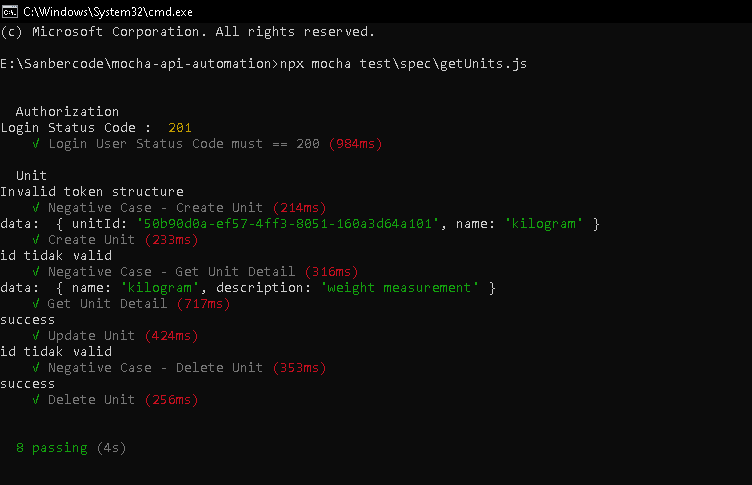 C:\Windows\System32\cmd.exe
(c) Microsoft Corporation. All rights reserved.
E:\Sanbercode\mocha-api-automation>npx mocha test\spec\getUnits.js
Authorization
Login Status Code :  201
√ Login User Status Code must == 200 (984ms)
Unit
Invalid token structure
√ Negative Case - Create Unit (214ms)
data:  { unitId: '50b90d0a-ef57-4ff3-8051-160a3d64a101', name: 'kilogram' }
√ Create Unit (233ms)
id tidak valid
√ Negative Case - Get Unit Detail (316ms)
data:  { name: 'kilogram', description: 'weight measurement' }
√ Get Unit Detail (717ms)
success
√ Update Unit (424ms)
id tidak valid
√ Negative Case - Delete Unit (353ms)
success
√ Delete Unit (256ms)
8 passing (4s)